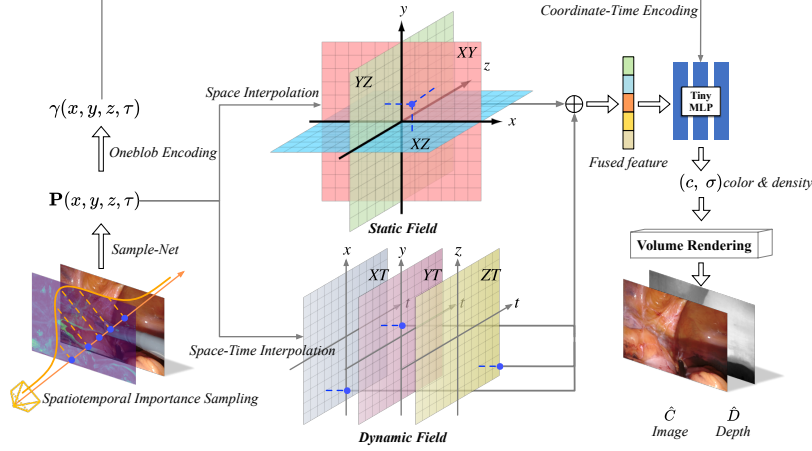 Coordinate-Time Encoding
y
XY
YZ
z
Space Interpolation
γ(x, y, z, τ)
Tiny
MLP
x
XZ
Oneblob Encoding
Fused feature
(c, σ) color & density
P(x, y, z, τ)
Static Field
Sample-Net
Volume Rendering
x
y
z
XT
YT
ZT
t
t
t
Space-Time Interpolation
Spatiotemporal Importance Sampling
Ĉ
D̂
Image
Depth
Dynamic Field